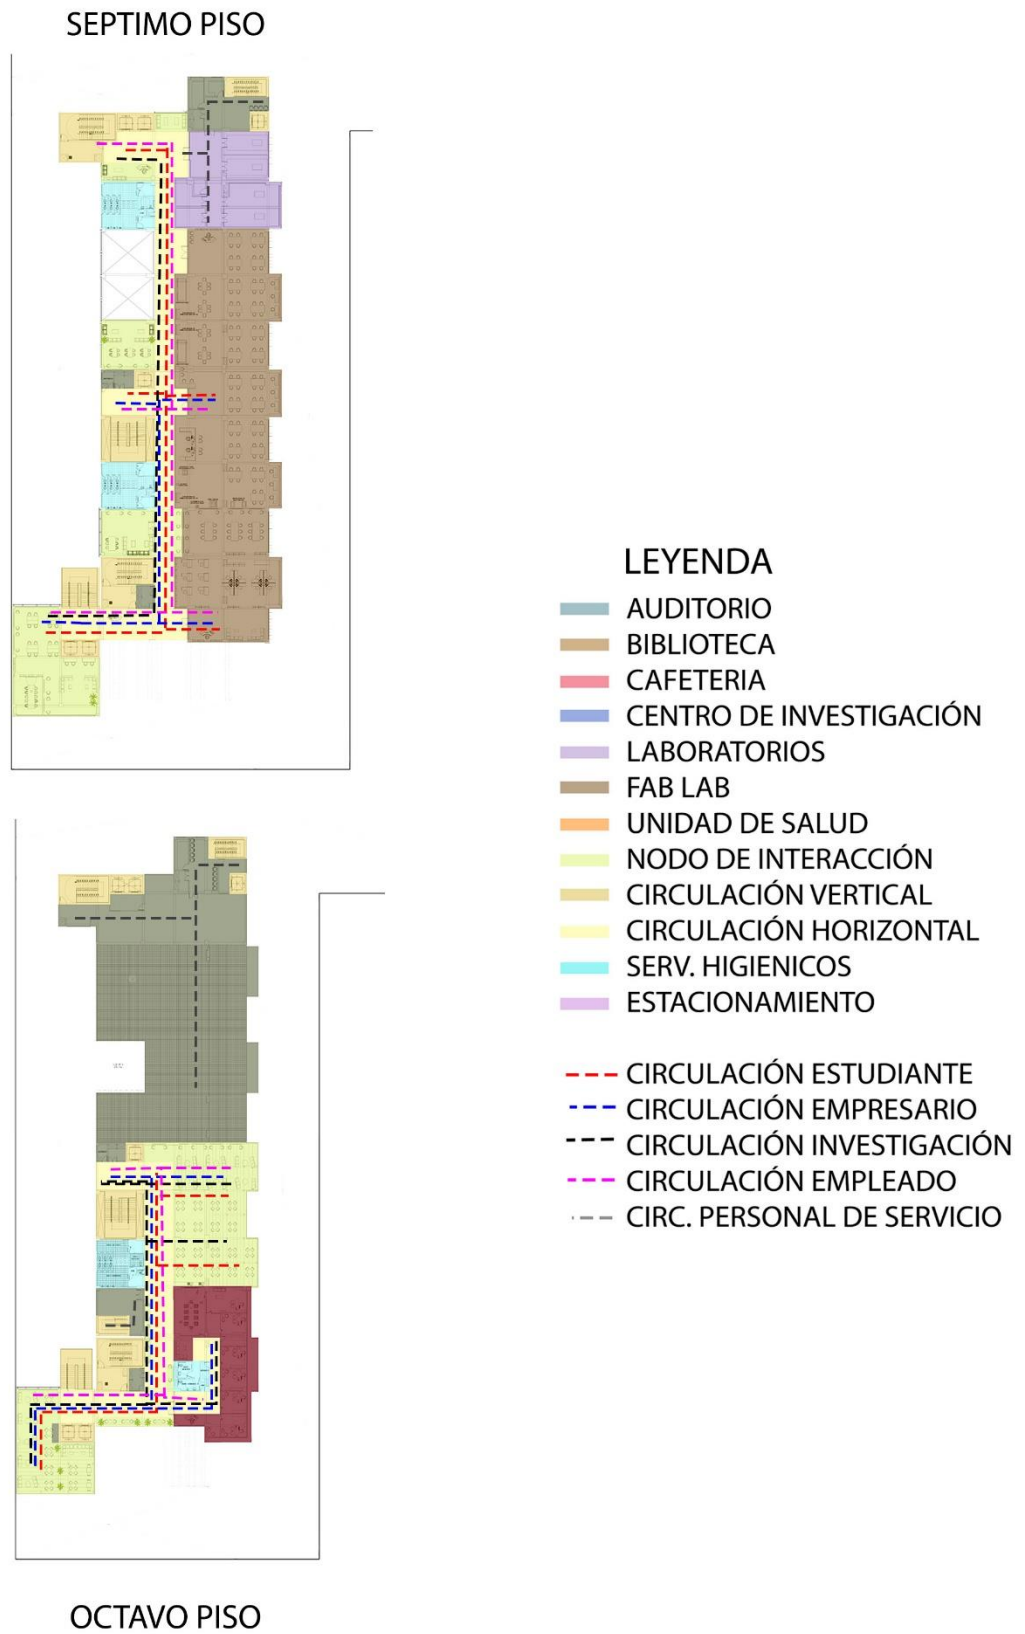 SEPTIMO PISO
LEYENDA
AUDITORIO
BIBLIOTECA
CAFETERIA
CENTRO DE INVESTIGACIÓN
LABORATORIOS
FAB LAB
UNIDAD DE SALUD
NODO DE INTERACCIÓN
CIRCULACIÓN VERTICAL
CIRCULACIÓN HORIZONTAL
SERV. HIGIENICOS
ESTACIONAMIENTO
CIRCULACIÓN ESTUDIANTE
CIRCULACIÓN EMPRESARIO
CIRCULACIÓN INVESTIGACIÓN
CIRCULACIÓN EMPLEADO
CIRC. PERSONAL DE SERVICIO
OCTAVO PISO